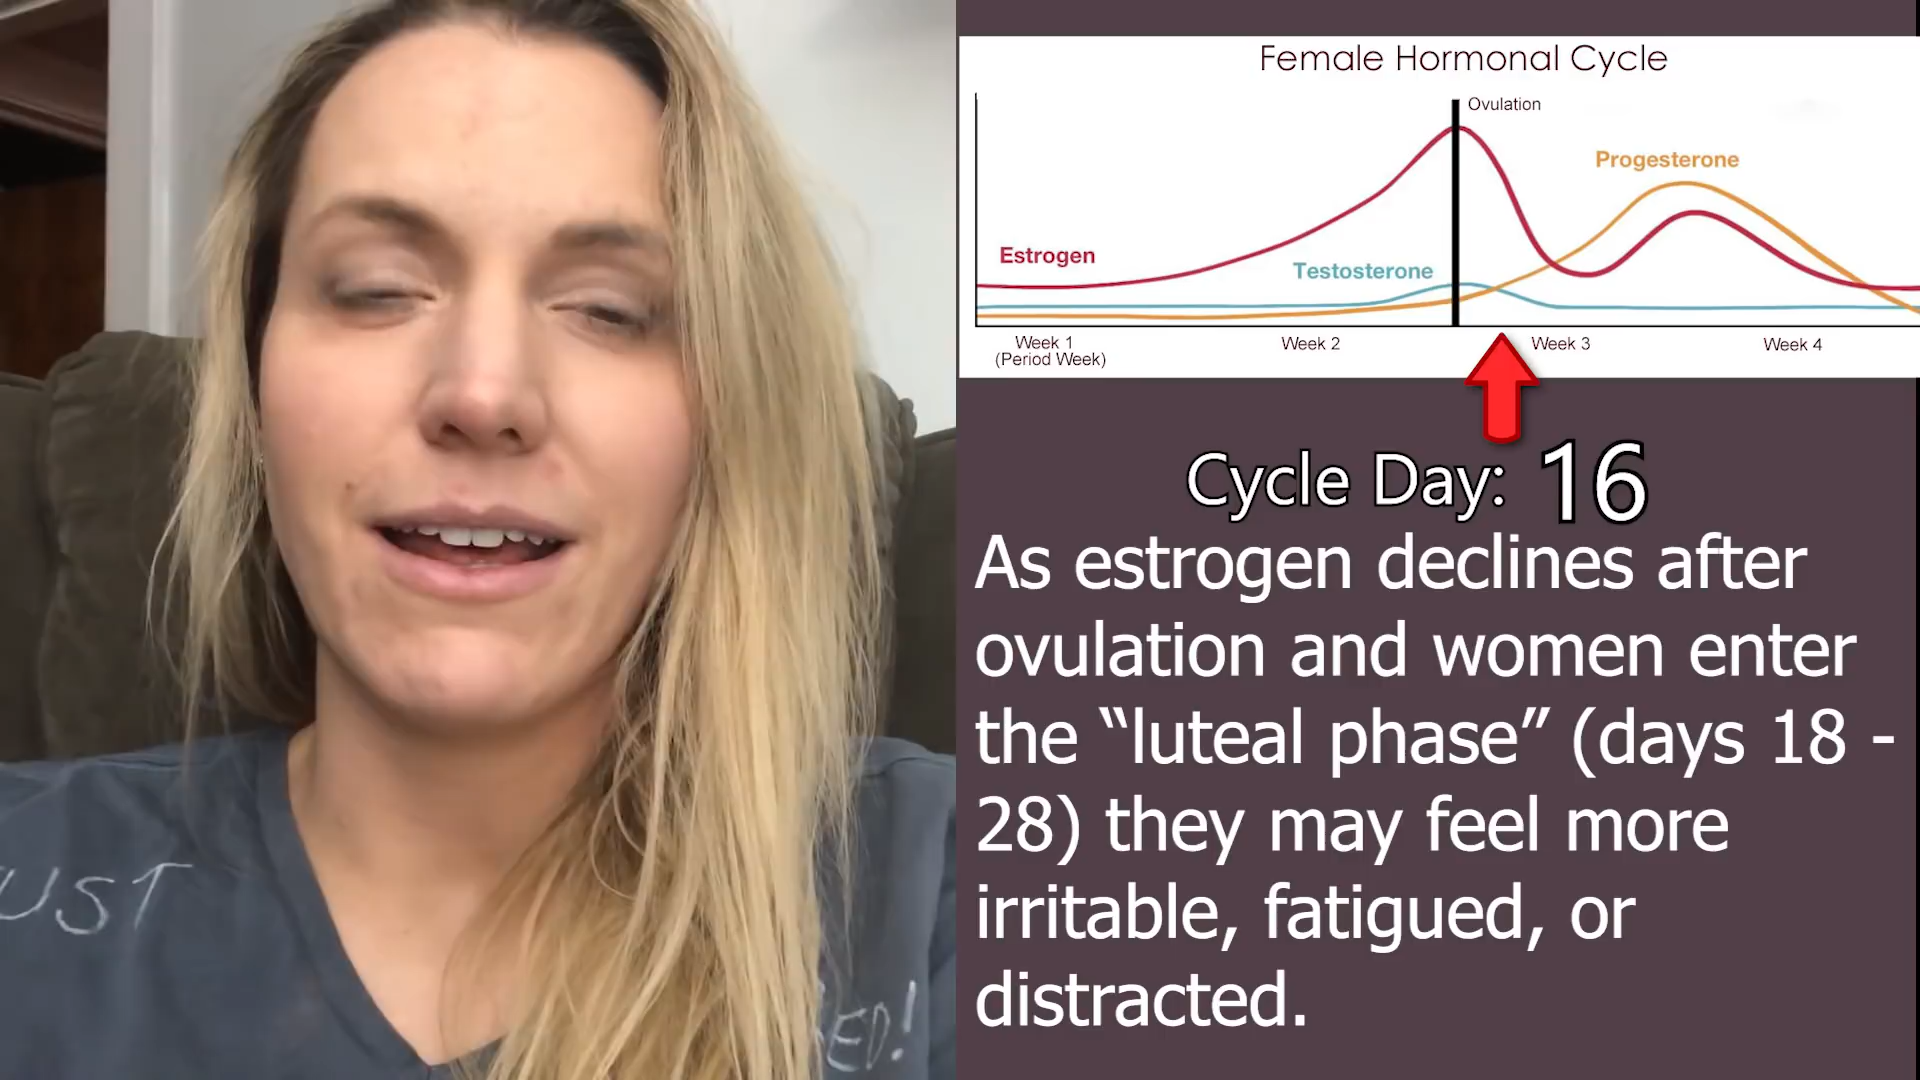 UST
ED!
Female Hormonal Cycle
Ovulation
Progesterone
Estrogen
Testosterone
Week 1
(Period Week)
Week 2
Week 3
Week 4
Cycle Day: 16
As estrogen declines after
ovulation and women enter
the “luteal phase” (days 18 -
28) they may feel more
irritable, fatigued, or
distracted.